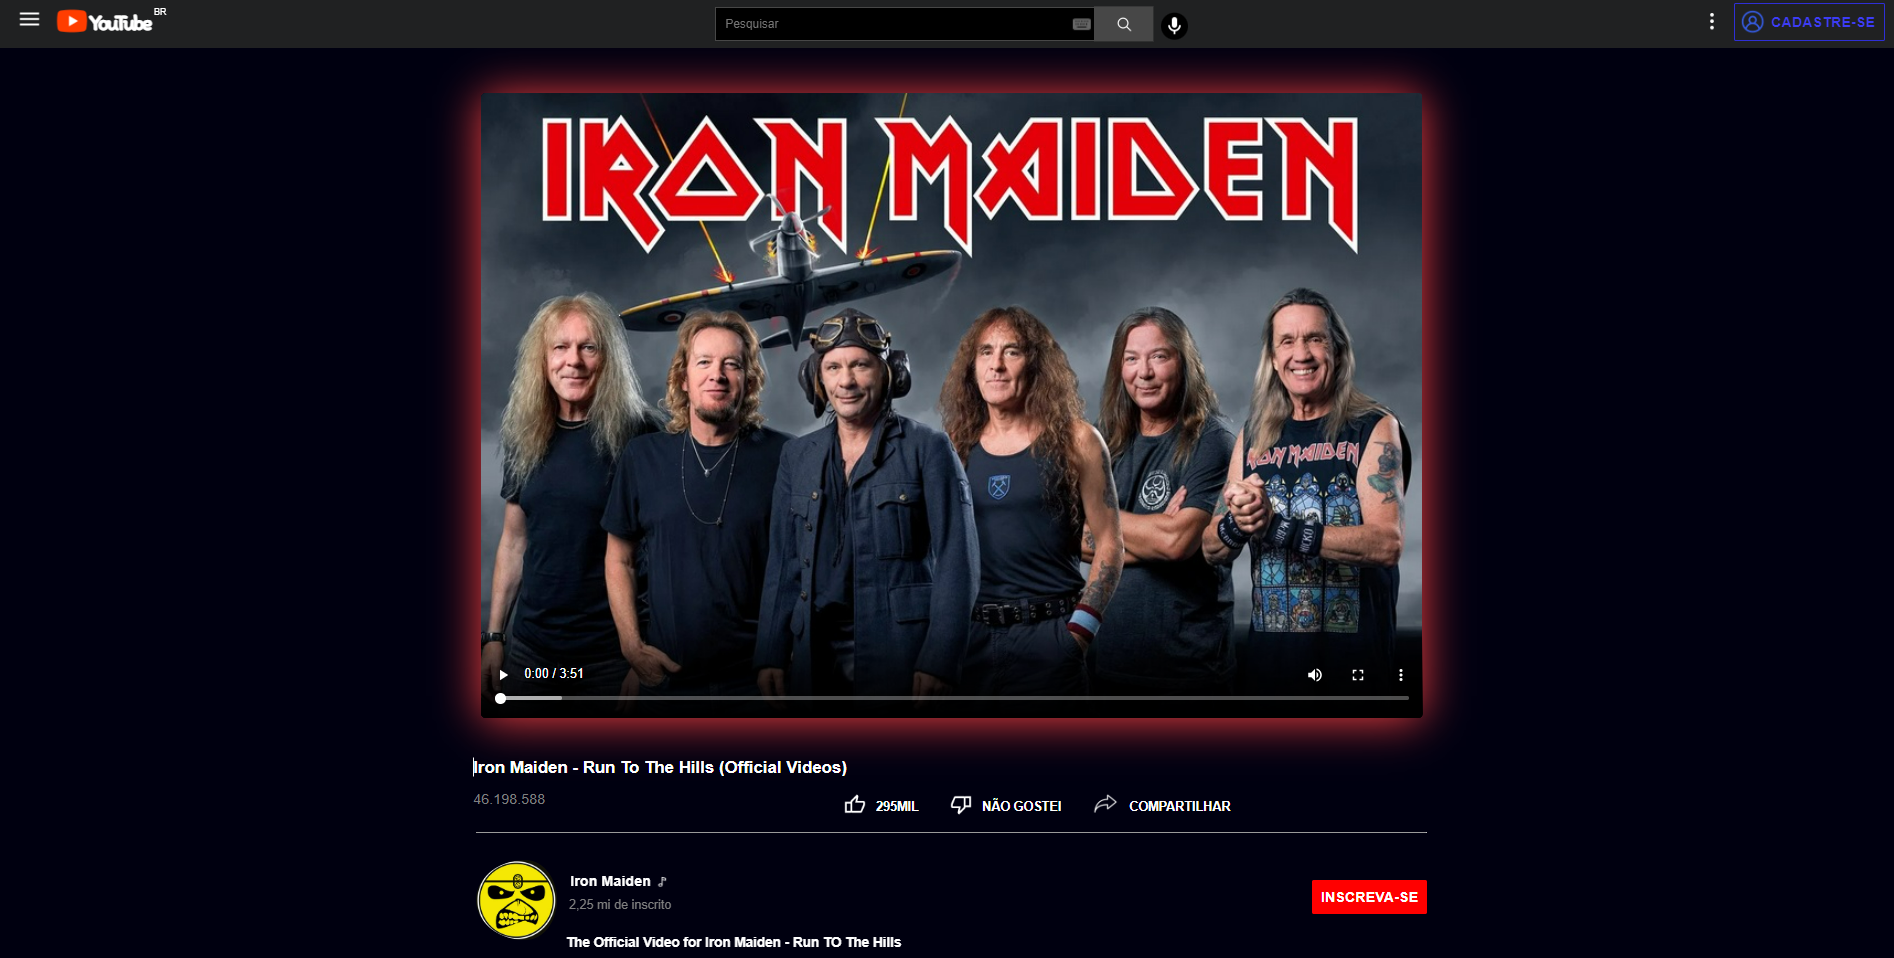 YouTube BR
Pesquisar
CADASTRE-SE
IRON MAIDEN
IRON MAIDEN
0:00 / 3:51
Iron Maiden - Run To The Hills (Official Videos)
46.198.588
295MIL
NÃO GOSTEI
COMPARTILHAR
Iron Maiden
2,25 mi de inscrito
INSCREVA-SE
The Official Video for Iron Maiden - Run TO The Hills